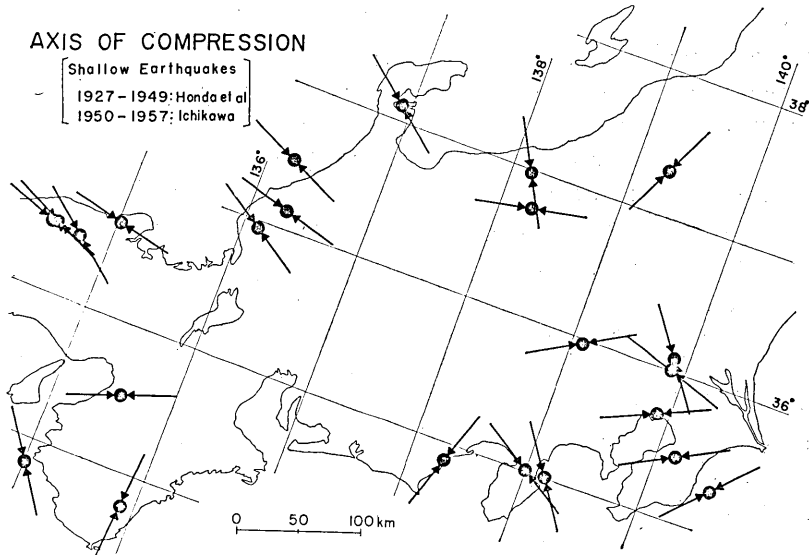 AXIS OF COMPRESSION
Shallow Earthquakes
1927-1949: Honda et al
1950-1957: Ichikawa
136°
138°
140°
38°
36°
0 50 100 km